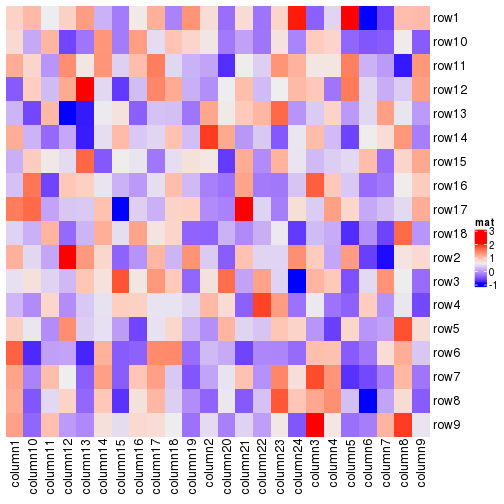 row1
row10
row11
row12
row13
row14
row15
row16
row17
row18
row2
row3
row4
row5
row6
row7
row8
row9
mat
3
2
1
0
-1
column1
column10
column11
column12
column13
column14
column15
column16
column17
column18
column19
column2
column20
column21
column22
column23
column24
column3
column4
column5
column6
column7
column8
column9